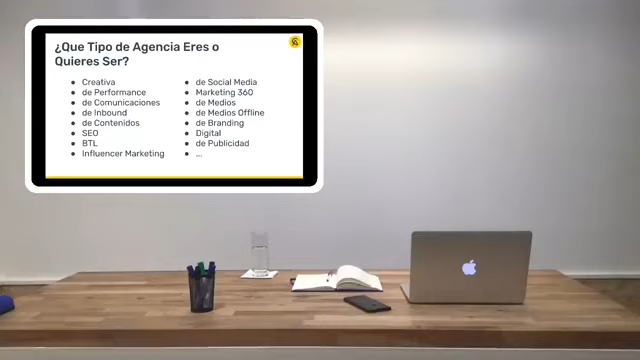 ¿Que Tipo de Agencia Eres o
Quieres Ser?
● Creativa
● de Performance
● de Comunicaciones
● de Inbound
● de Contenidos
● SEO
● BTL
● Influencer Marketing
● de Social Media
● Marketing 360
● de Medios
● de Medios Offline
● de Branding
● Digital
● de Publicidad
● ...